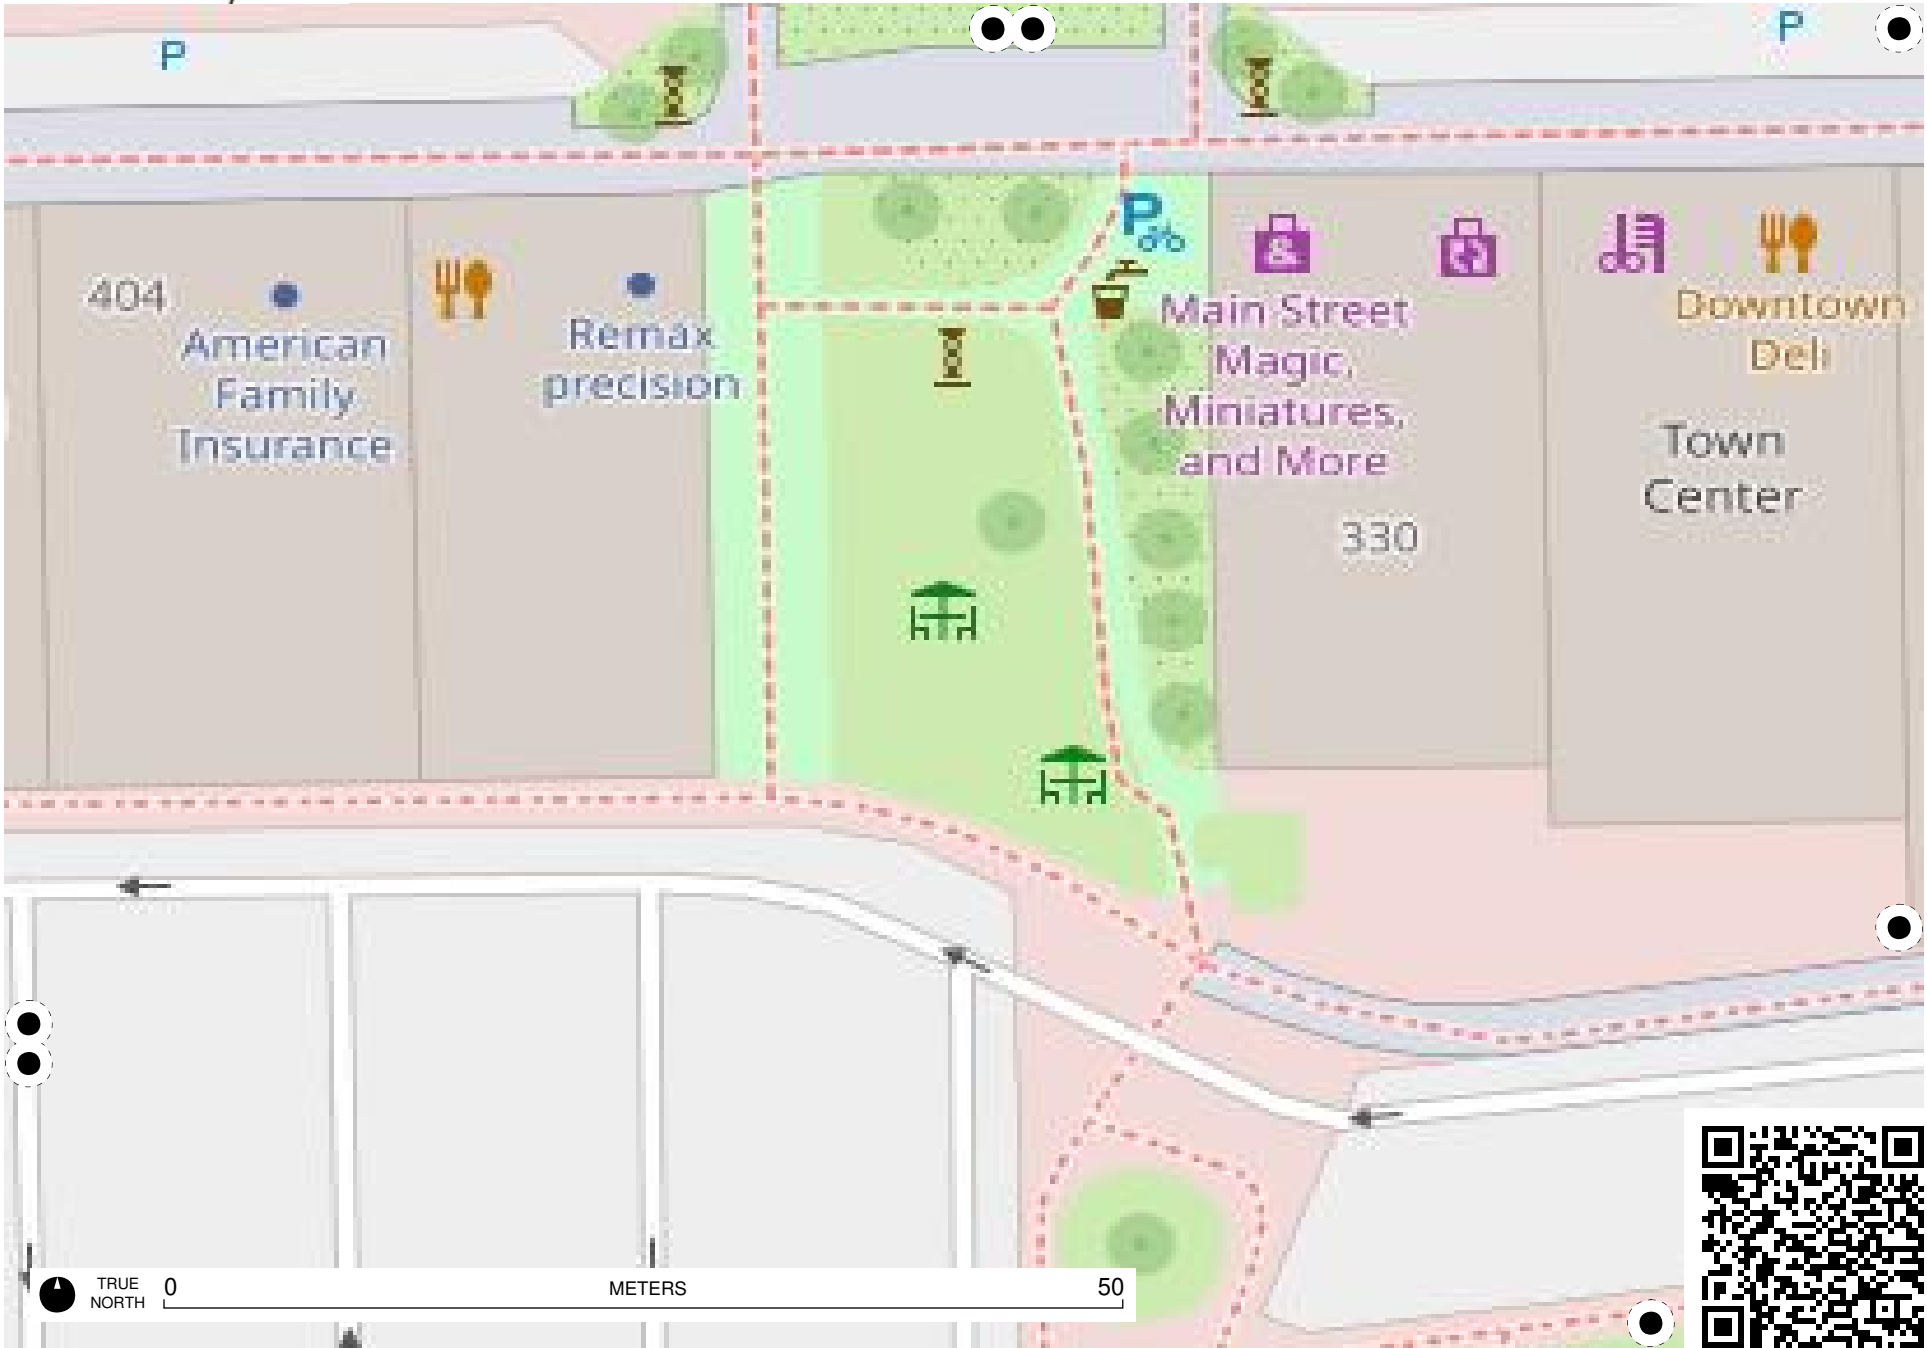 P
P
P
404
American
Family
Insurance
Remax
precision
Main Street
Magic,
Miniatures,
and More
330
Downtown
Deli
Town
Center
TRUE
NORTH
0
METERS
50